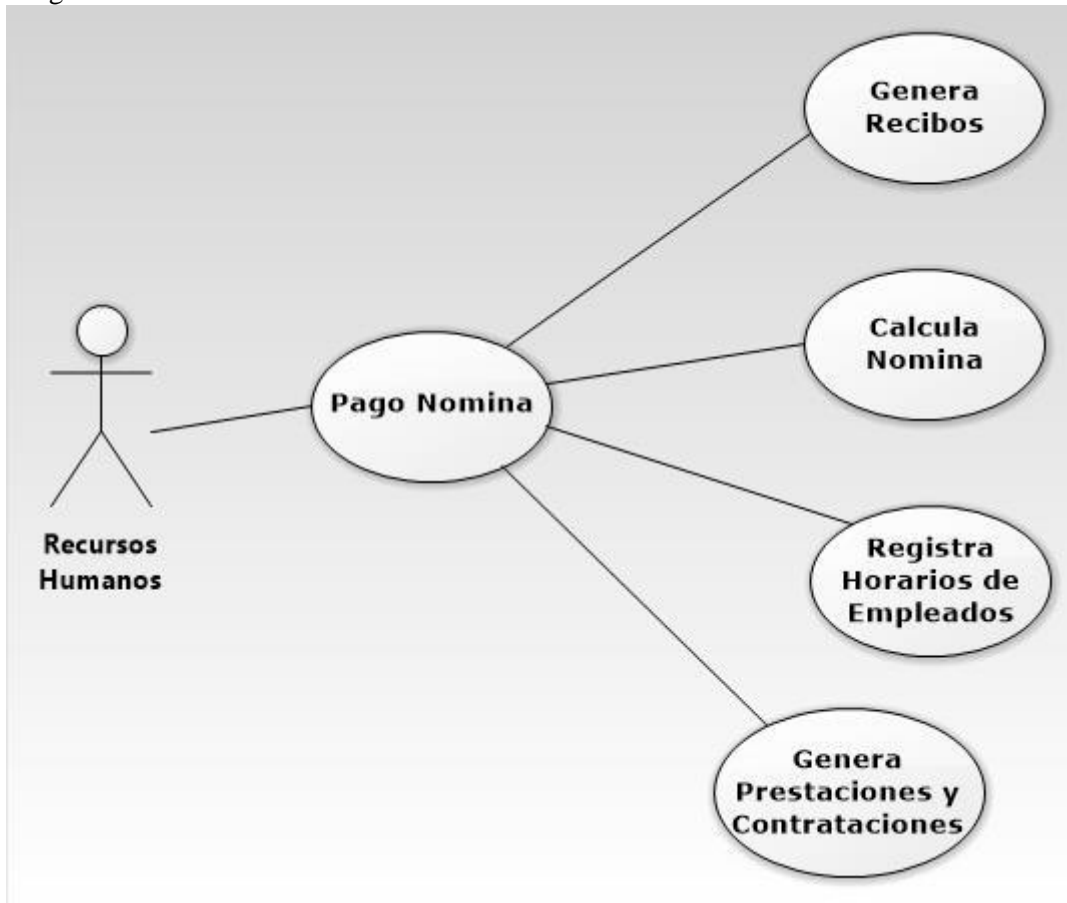 Genera
Recibos
Calcula
Nomina
Pago Nomina
Recursos
Humanos
Registra
Horarios de
Empleados
Genera
Prestaciones y
Contrataciones